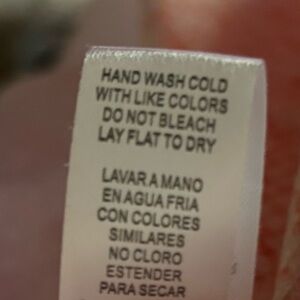 HAND WASH COLD
WITH LIKE COLORS
DO NOT BLEACH
LAY FLAT TO DRY
LAVAR A MANO
EN AGUA FRIA
CON COLORES
SIMILARES
NO CLORO
ESTENDER
PARA SECAR